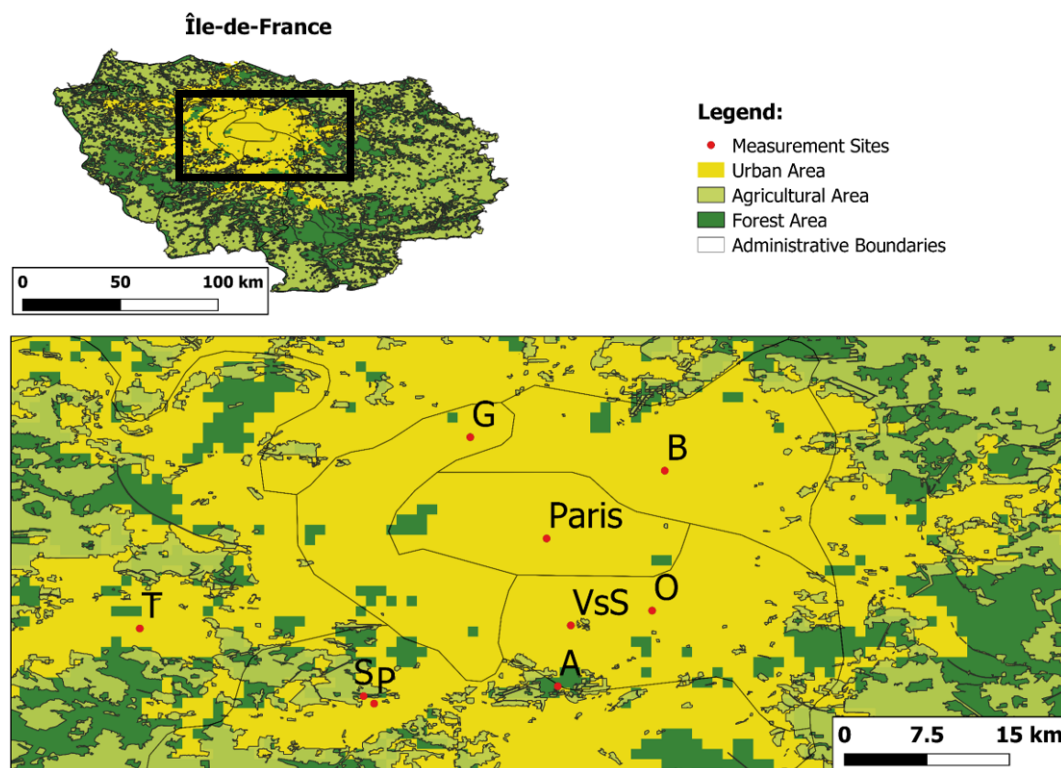 Île-de-France
0 50 100 km
Legend:
Measurement Sites
Urban Area
Agricultural Area
Forest Area
Administrative Boundaries
G
B
Paris
T
VsS
O
S
P
A
0 7.5 15 km